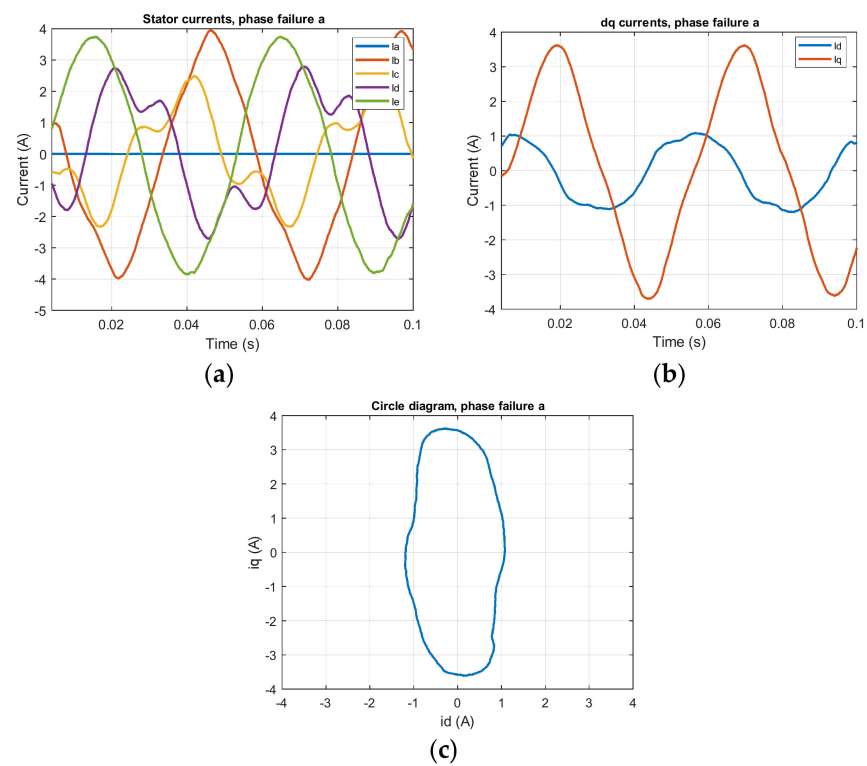 Stator currents, phase failure a
4
3
2
1
0
-1
-2
-3
-4
-5
Current (A)
Ia
Ib
Ic
Id
Ie
0.02 0.04 0.06 0.08 0.1
Time (s)
(a)
dq currents, phase failure a
4
3
2
1
0
-1
-2
-3
-4
Current (A)
Id
Iq
0.02 0.04 0.06 0.08 0.1
Time (s)
(b)
Circle diagram, phase failure a
4
3
2
1
0
-1
-2
-3
-4
iq (A)
-4 -3 -2 -1 0 1 2 3 4
id (A)
(c)